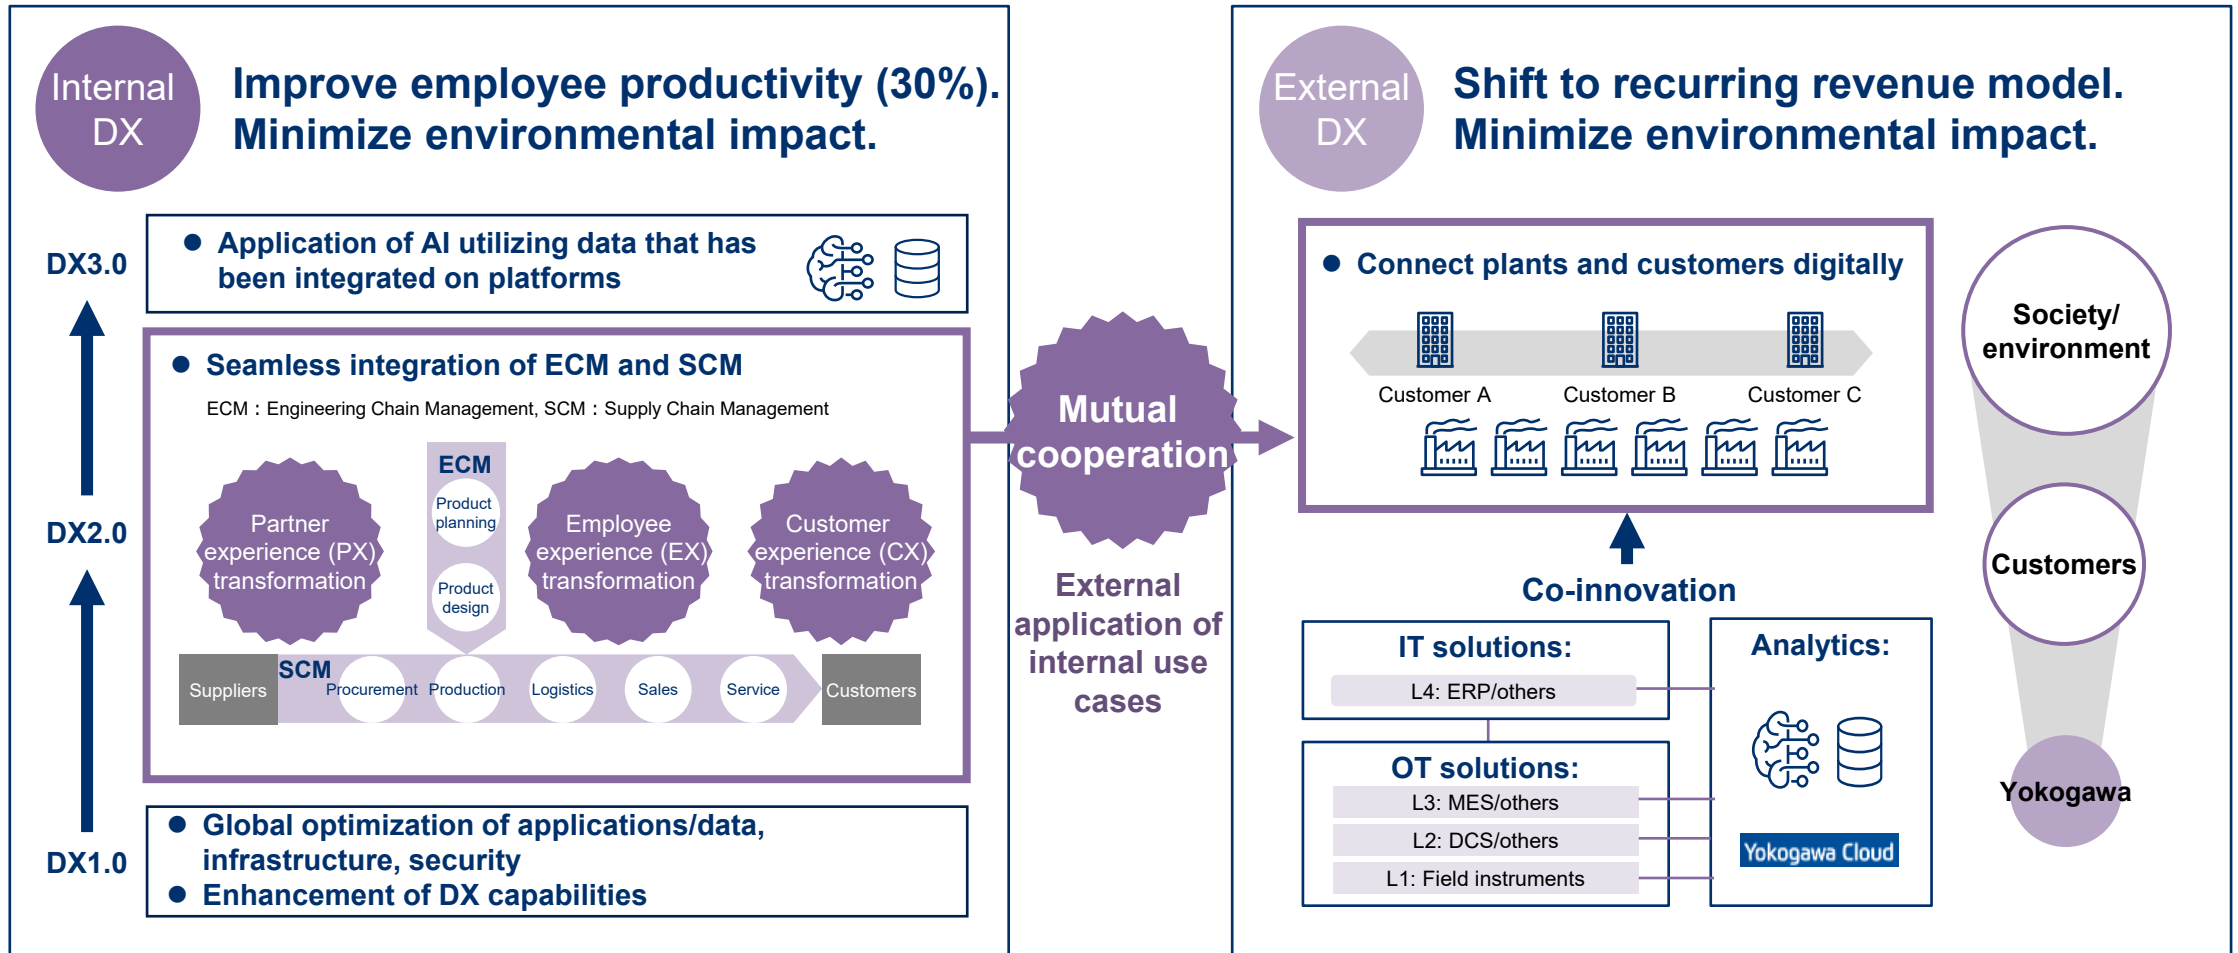 Internal
DX
Improve employee productivity (30%).
Minimize environmental impact.
DX3.0
● Application of AI utilizing data that has
been integrated on platforms
DX2.0
● Seamless integration of ECM and SCM
ECM：Engineering Chain Management, SCM：Supply Chain Management
Partner
experience (PX)
transformation
ECM
Product
planning
Product
design
Employee
experience (EX)
transformation
Customer
experience (CX)
transformation
Suppliers
SCM
Procurement
Production
Logistics
Sales
Service
Customers
DX1.0
● Global optimization of applications/data,
infrastructure, security
● Enhancement of DX capabilities
Mutual
cooperation
External
application of
internal use
cases
External
DX
Shift to recurring revenue model.
Minimize environmental impact.
● Connect plants and customers digitally
Customer A
Customer B
Customer C
Co-innovation
IT solutions:
L4: ERP/others
OT solutions:
L3: MES/others
L2: DCS/others
L1: Field instruments
Analytics:
Yokogawa Cloud
Society/
environment
Customers
Yokogawa